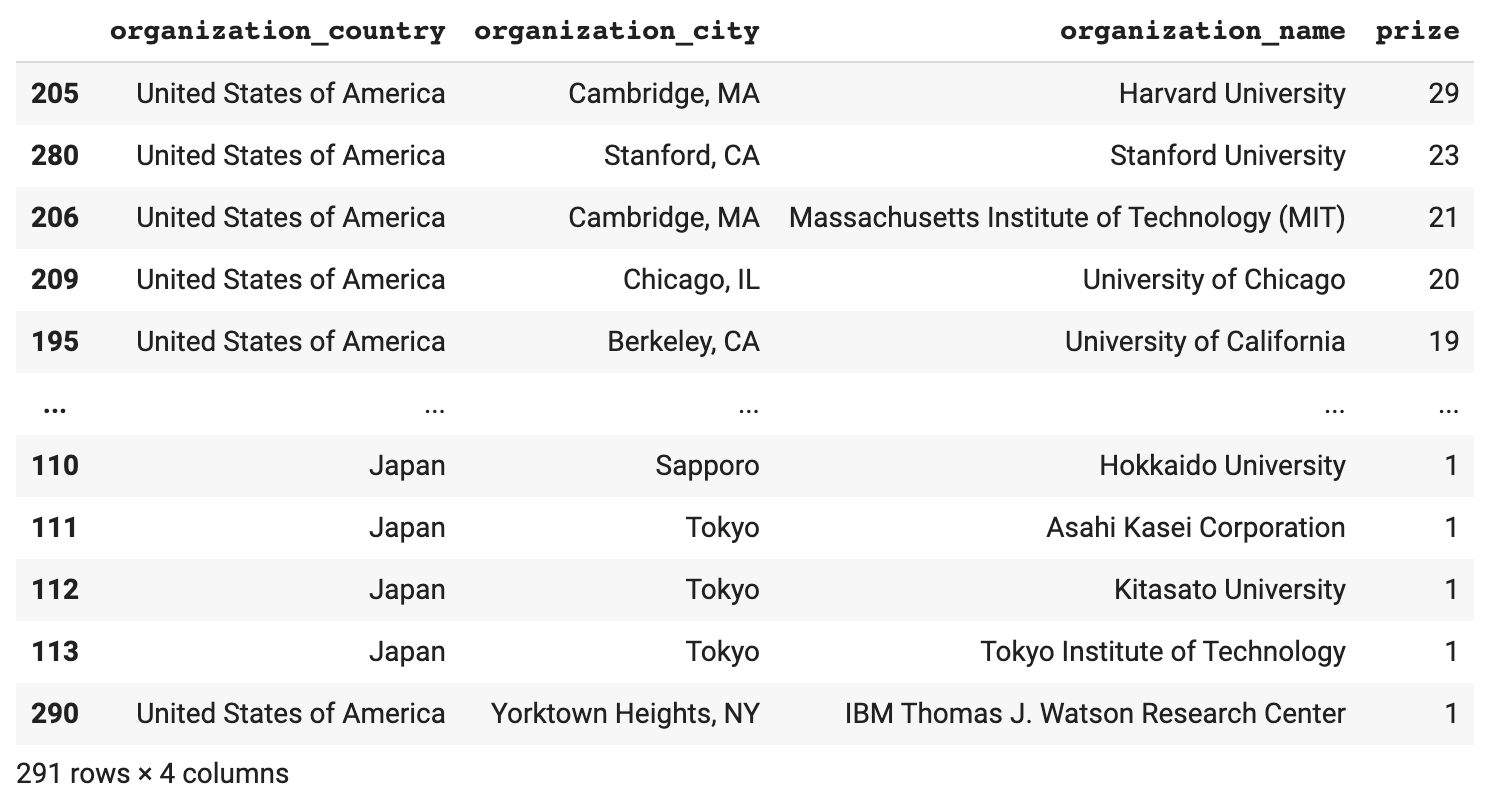 organization_country organization_city organization_name prize
205 United States of America Cambridge, MA Harvard University 29
280 United States of America Stanford, CA Stanford University 23
206 United States of America Cambridge, MA Massachusetts Institute of Technology (MIT) 21
209 United States of America Chicago, IL University of Chicago 20
195 United States of America Berkeley, CA University of California 19
... ... ... ... ...
110 Japan Sapporo Hokkaido University 1
111 Japan Tokyo Asahi Kasei Corporation 1
112 Japan Tokyo Kitasato University 1
113 Japan Tokyo Tokyo Institute of Technology 1
290 United States of America Yorktown Heights, NY IBM Thomas J. Watson Research Center 1
291 rows × 4 columns